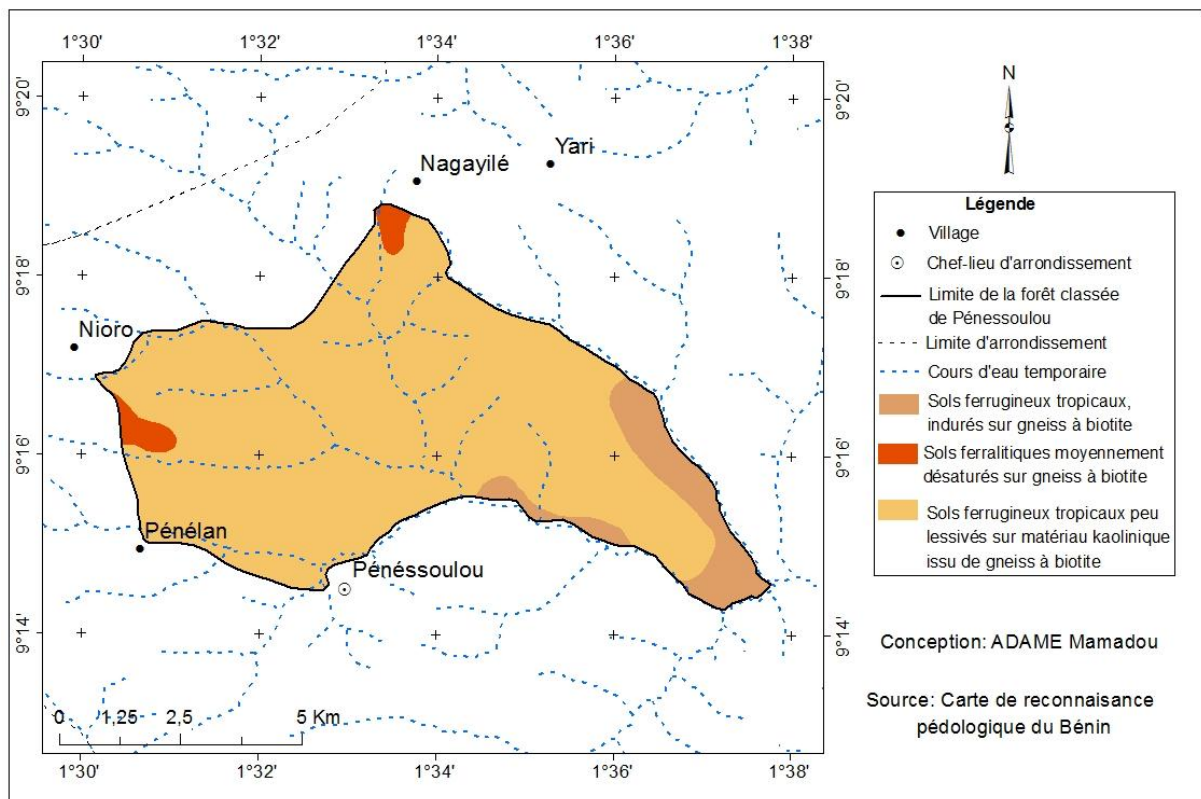 1°30' 1°32' 1°34' 1°36' 1°38'
9°20' 9°20'
Yari
Nagayilé
9°18' 9°18'
Nioro
9°16' 9°16'
Pénélan
Pénéssoulou
9°14' 9°14'
0 1,25 2,5 5 Km
1°30' 1°32' 1°34' 1°36' 1°38'
N
Légende
Village
Chef-lieu d'arrondissement
Limite de la forêt classée
de Pénessoulou
Limite d'arrondissement
Cours d'eau temporaire
Sols ferrugineux tropicaux,
indurés sur gneiss à biotite
Sols ferralitiques moyennement
désaturés sur gneiss à biotite
Sols ferrugineux tropicaux peu
lessivés sur matériau kaolinique
issu de gneiss à biotite
Conception: ADAME Mamadou
Source: Carte de reconnaisance
pédologique du Bénin